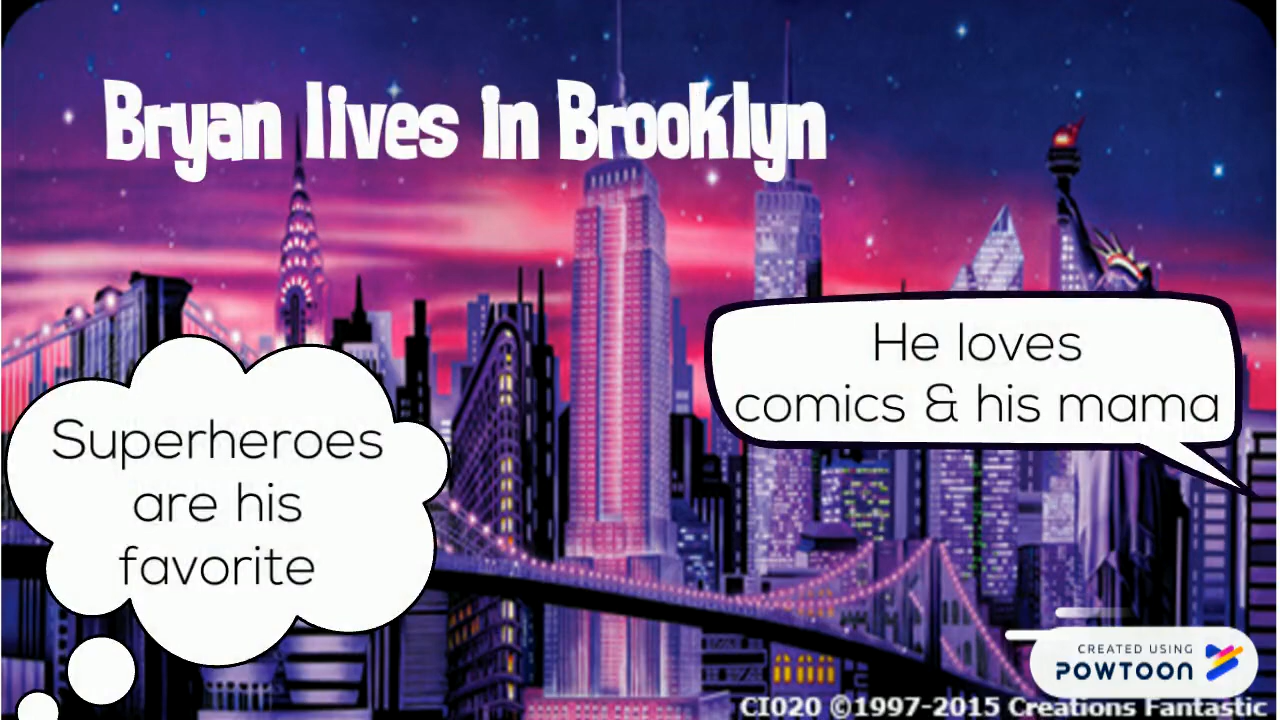 Bryan lives in Brooklyn
He loves
comics & his mama
Superheroes
are his
favorite
CREATED USING
POWTOON
CI020 ©1997-2015 Creations Fantastic